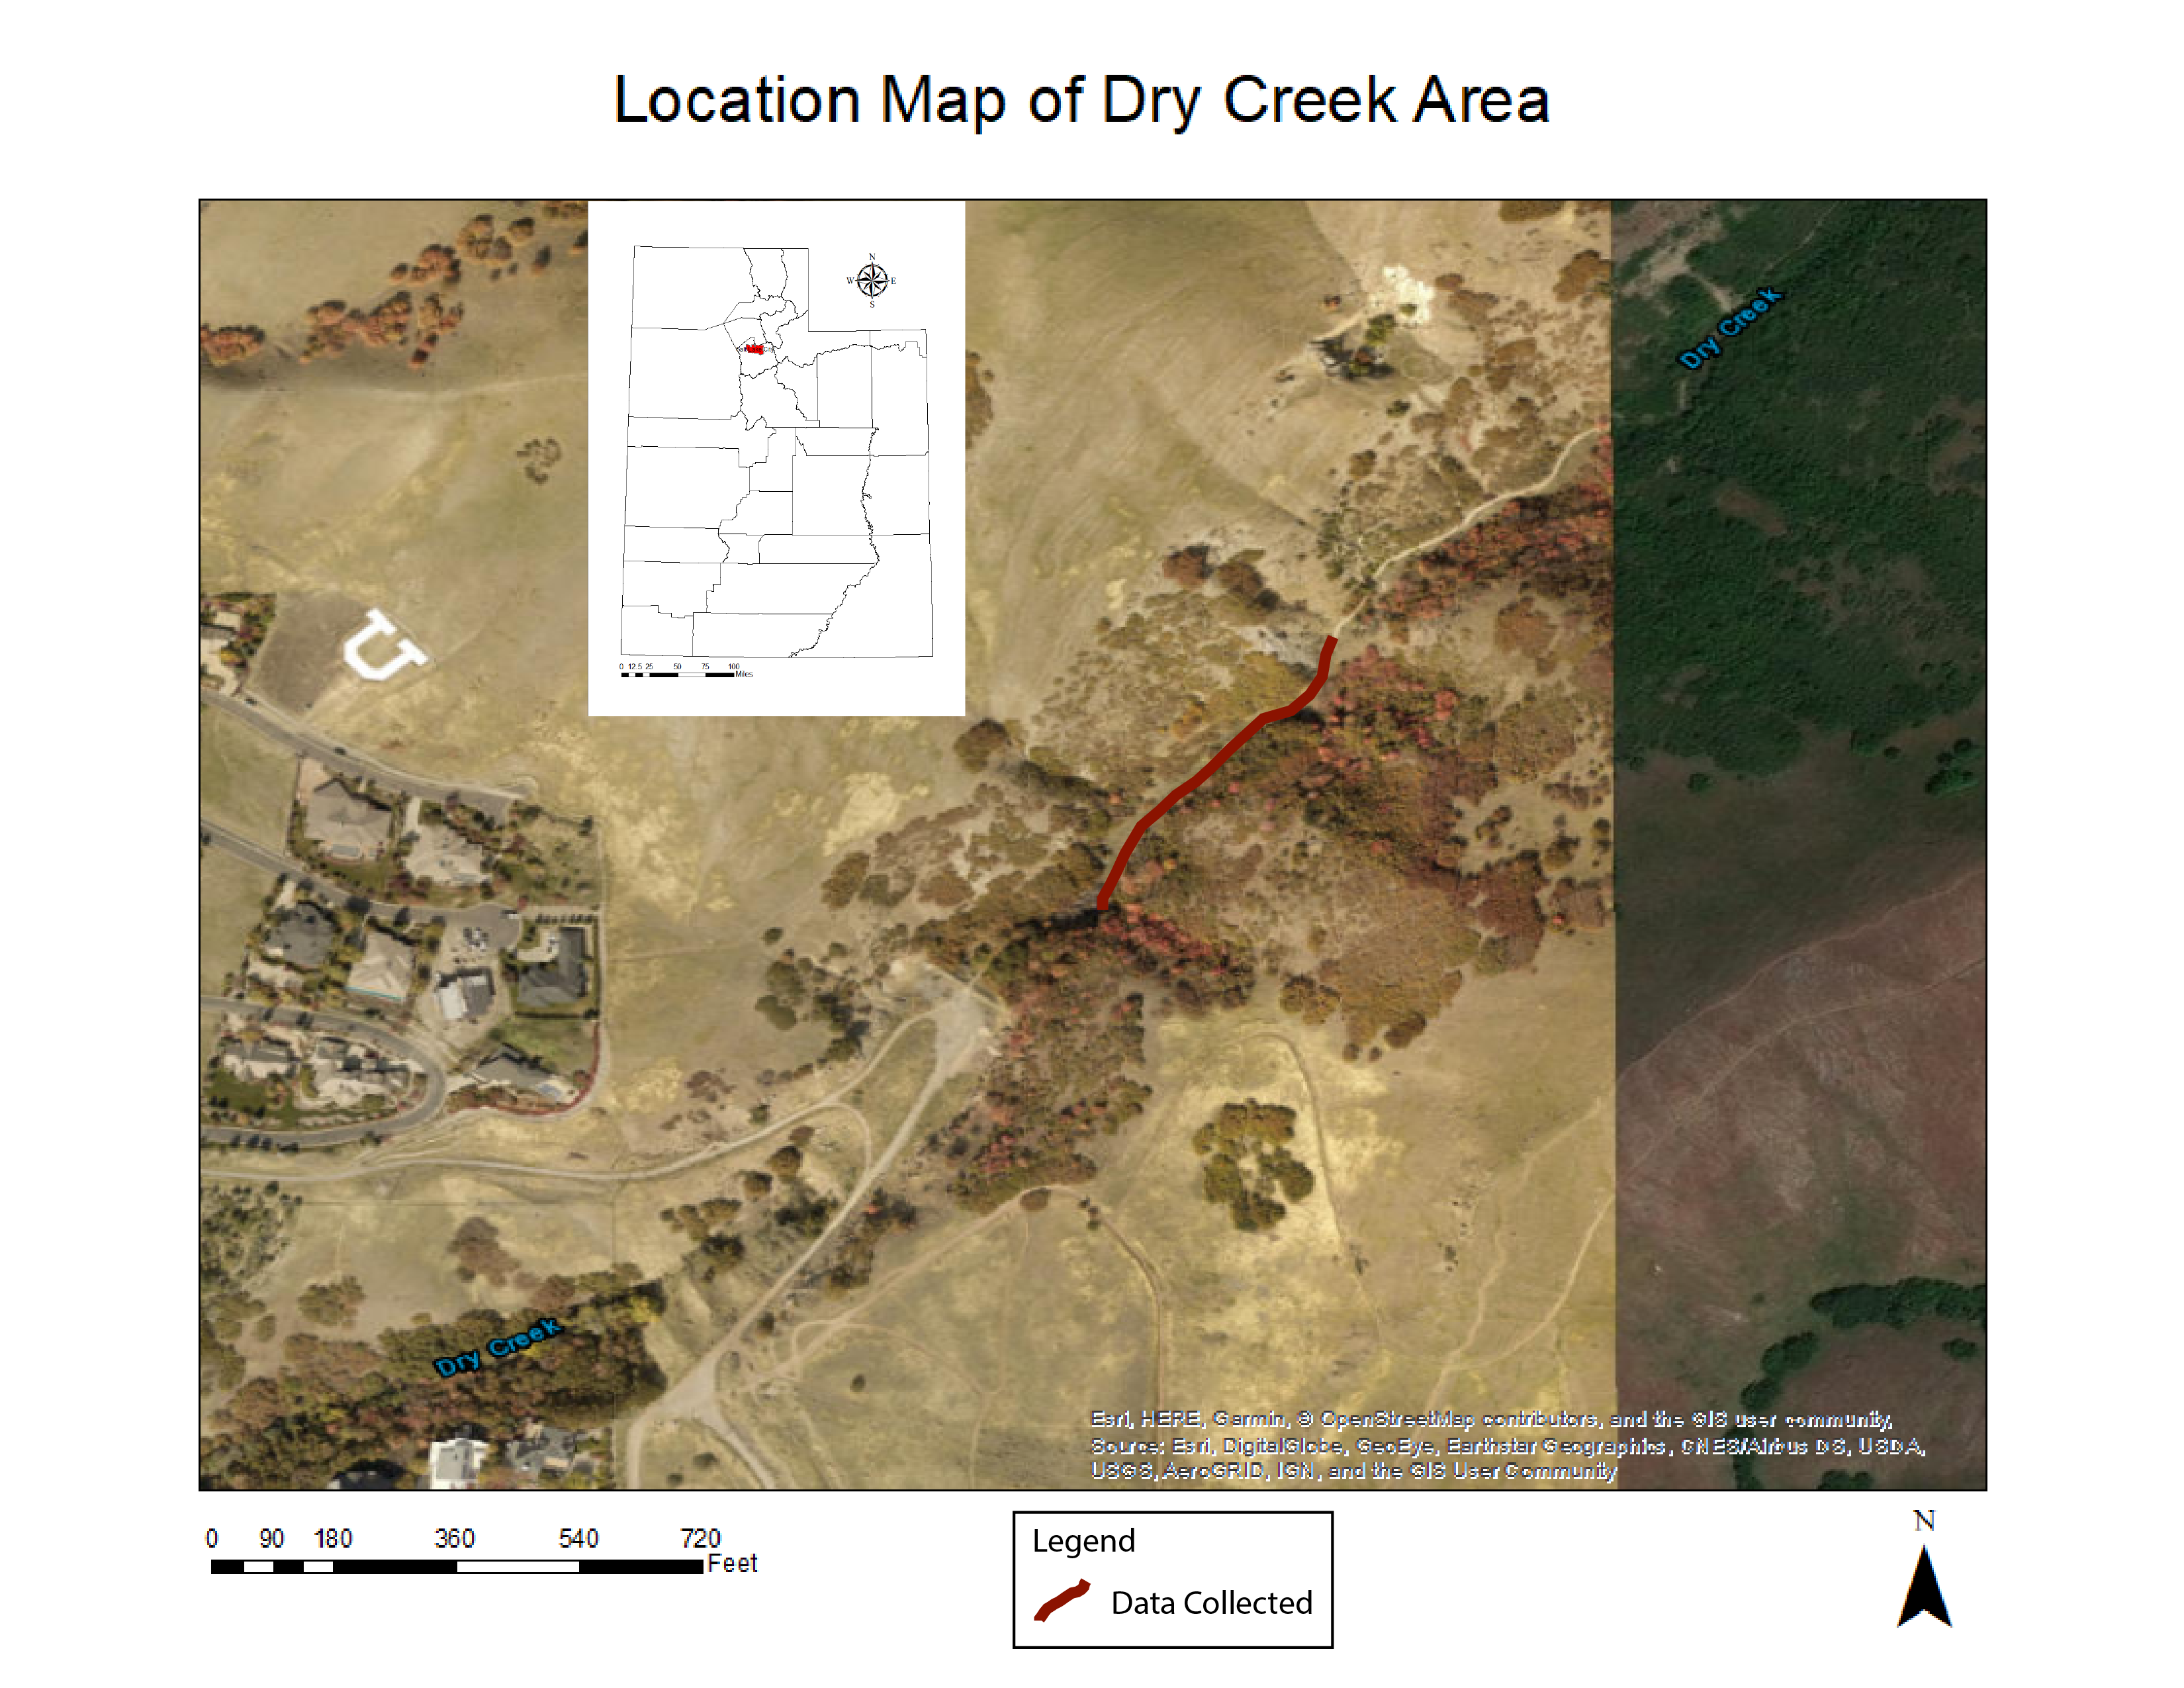 Location Map of Dry Creek Area
N
W
E
S
0 12.5 25 50 75 100
Miles
Dry Creek
U
Dry Creek
Esri, HERE, Garmin, © OpenStreetMap contributors, and the GIS user community,
Source: Esri, DigitalGlobe, GeoEye, Earthstar Geographics, CNES/Airbus DS, USDA,
USGS, AeroGRID, IGN, and the GIS User Community
0 90 180 360 540 720
Feet
Legend
Data Collected
N